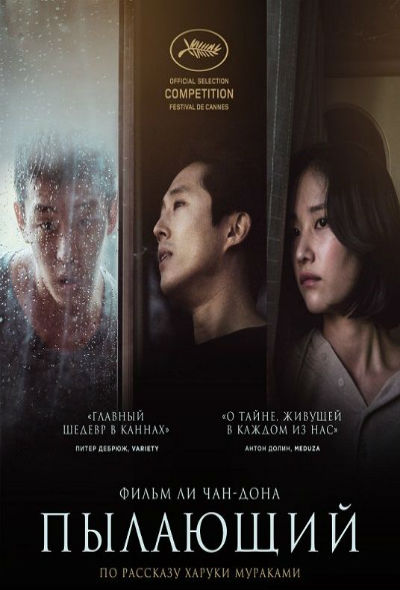 OFFICIAL SELECTION
COMPETITION
FESTIVAL DE CANNES
«ГЛАВНЫЙ
ШЕДЕВР В КАННАХ»
ПИТЕР ДЕБРЮЖ, VARIETY
«О ТАЙНЕ, ЖИВУЩЕЙ
В КАЖДОМ ИЗ НАС»
АНТОН ДОЛИН, MEDUZA
ФИЛЬМ ЛИ ЧАН-ДОНА
ПЫЛАЮЩИЙ
ПО РАССКАЗУ ХАРУКИ МУРАКАМИ